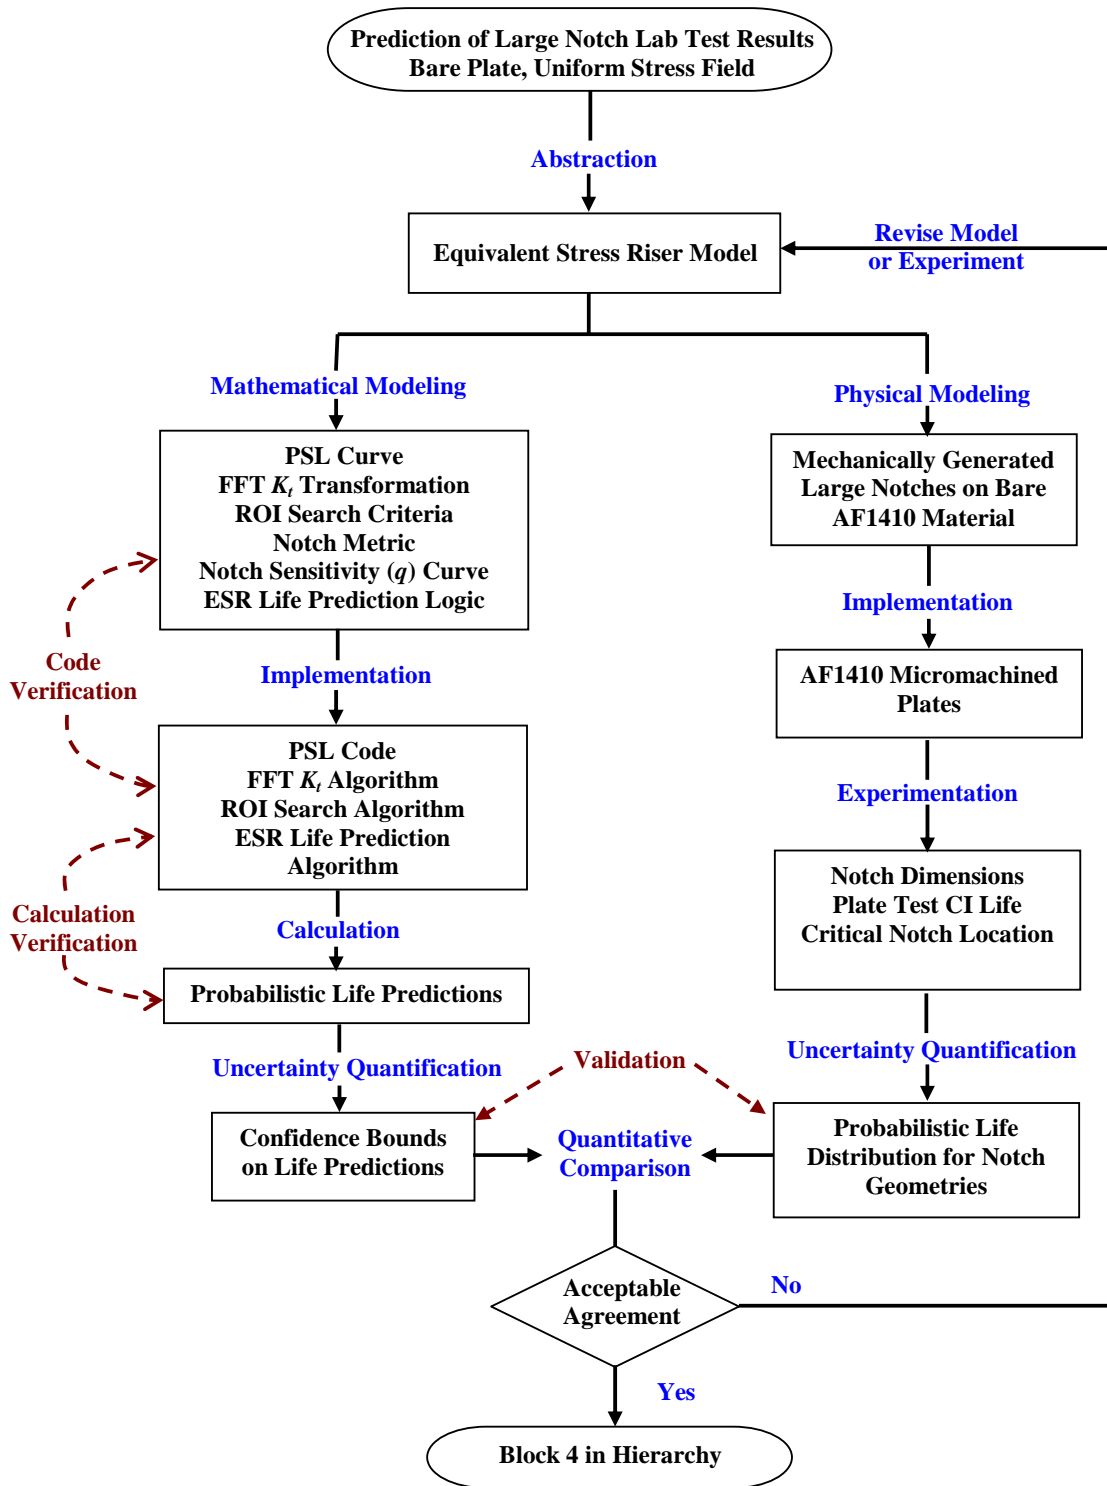 Prediction of Large Notch Lab Test Results
Bare Plate, Uniform Stress Field
Abstraction
Equivalent Stress Riser Model
Revise Model
or Experiment
Mathematical Modeling
Physical Modeling
PSL Curve
FFT Kt Transformation
ROI Search Criteria
Notch Metric
Notch Sensitivity (q) Curve
ESR Life Prediction Logic
Mechanically Generated
Large Notches on Bare
AF1410 Material
Implementation
Implementation
Code
Verification
AF1410 Micromachined
Plates
PSL Code
FFT Kt Algorithm
ROI Search Algorithm
ESR Life Prediction
Algorithm
Experimentation
Notch Dimensions
Plate Test CI Life
Critical Notch Location
Calculation
Verification
Calculation
Probabilistic Life Predictions
Uncertainty Quantification
Validation
Uncertainty Quantification
Confidence Bounds
on Life Predictions
Quantitative
Comparison
Probabilistic Life
Distribution for Notch
Geometries
Acceptable
Agreement
No
Yes
Block 4 in Hierarchy